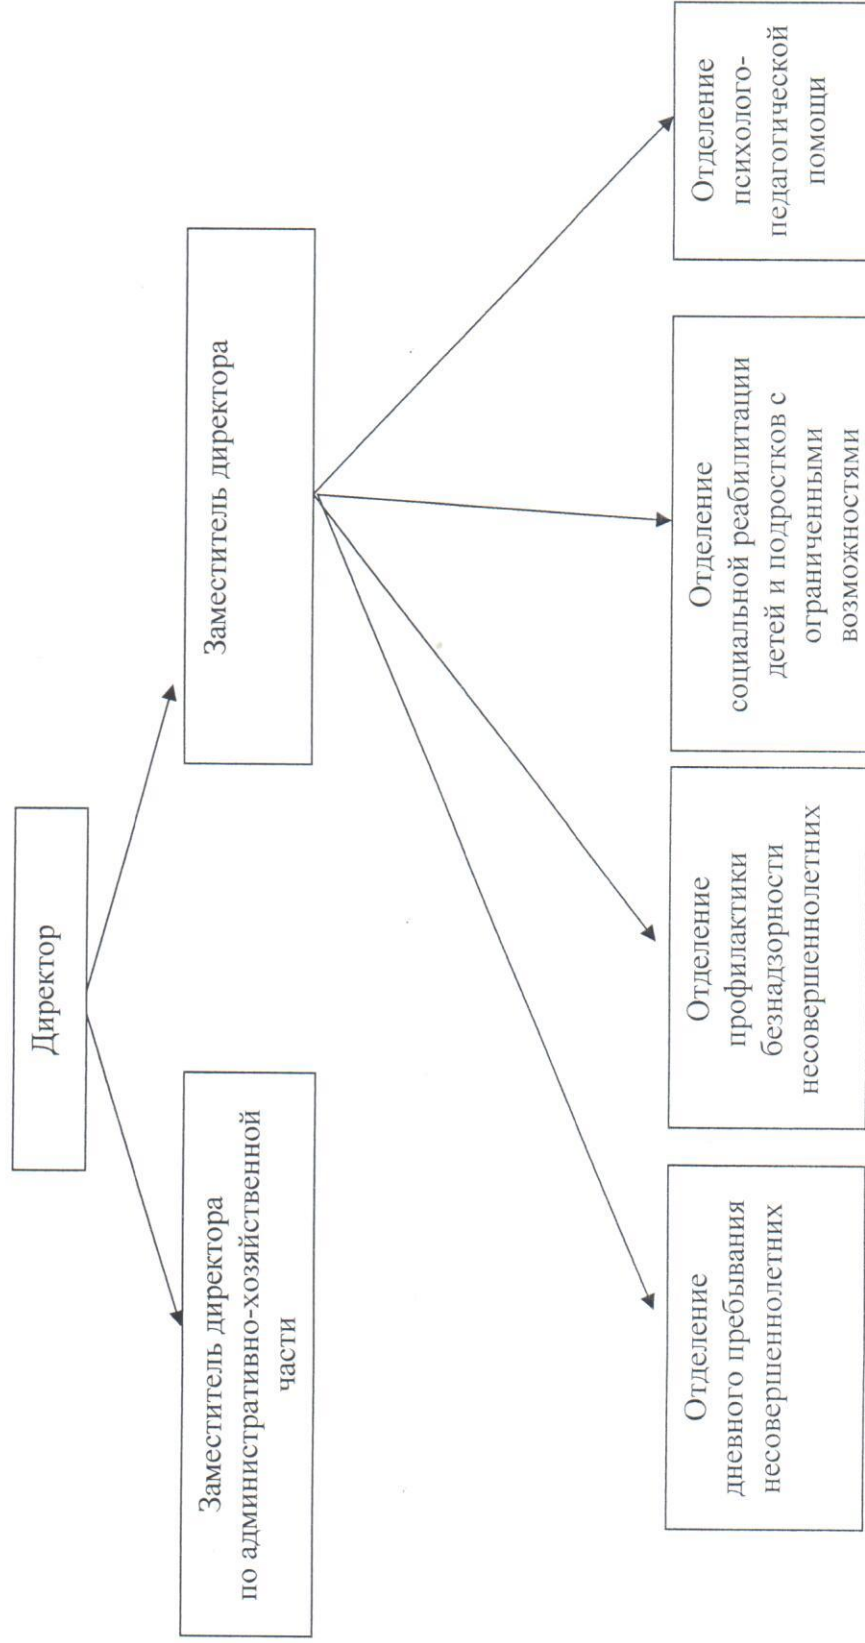 Директор
Заместитель директора
по административно-хозяйственной
части
Заместитель директора
Отделение
дневного пребывания
несовершеннолетних
Отделение
профилактики
безнадзорности
несовершеннолетних
Отделение
социальной реабилитации
детей и подростков с
ограниченными
возможностями
Отделение
психолого-
педагогической
помощи